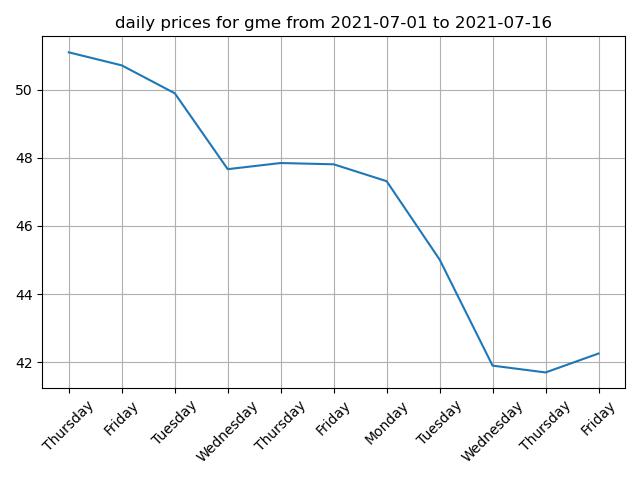 daily prices for gme from 2021-07-01 to 2021-07-16
50
48
46
44
42
Thursday
Friday
Tuesday
Wednesday
Thursday
Friday
Monday
Tuesday
Wednesday
Thursday
Friday